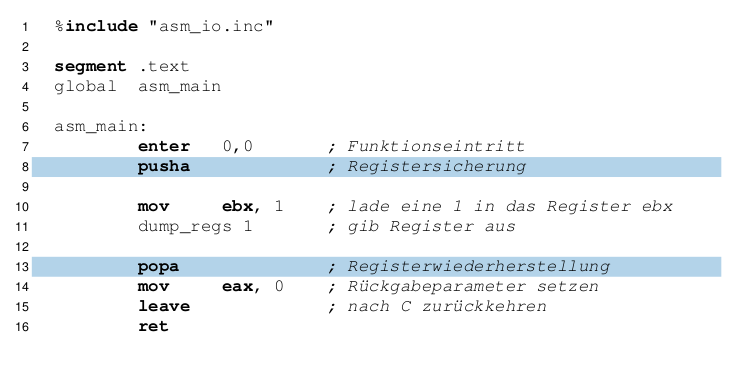 1 %include "asm_io.inc"
2
3 segment .text
4 global asm_main
5
6 asm_main:
7 enter 0,0 ; Funktionseintritt
8 pusha ; Registersicherung
9
10 mov ebx, 1 ; lade eine 1 in das Register ebx
11 dump_regs 1 ; gib Register aus
12
13 popa ; Registerwiederherstellung
14 mov eax, 0 ; Rückgabeparameter setzen
15 leave ; nach C zurückkehren
16 ret